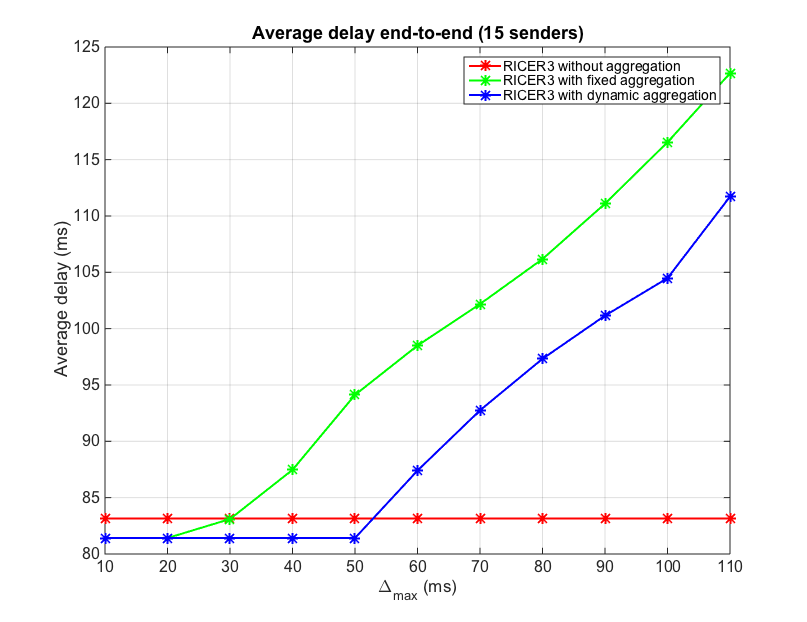 Average delay end-to-end (15 senders)
125
120
115
110
105
100
95
90
85
80
Average delay (ms)
RICER3 without aggregation
RICER3 with fixed aggregation
RICER3 with dynamic aggregation
10 20 30 40 50 60 70 80 90 100 110
Δmax (ms)